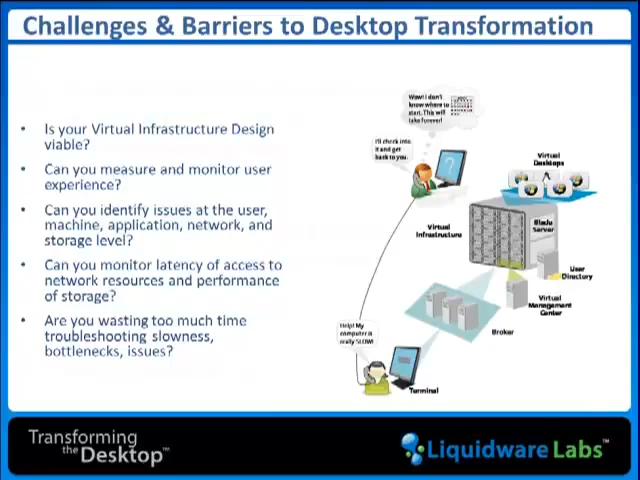 Challenges & Barriers to Desktop Transformation
• Is your Virtual Infrastructure Design
viable?
• Can you measure and monitor user
experience?
• Can you identify issues at the user,
machine, application, network, and
storage level?
• Can you monitor latency of access to
network resources and performance
of storage?
• Are you wasting too much time
troubleshooting slowness,
bottlenecks, issues?
Wow! I don't
know where to
start. This will
take forever!
I'll check into
it and get
back to you.
?
Virtual
Desktops
Virtual
Infrastructure
Blade
Server
User
Directory
Virtual
Management
Center
Broker
Help! My
computer is
really SLOW!
Terminal
Transforming
the Desktop™
Liquidware Labs™